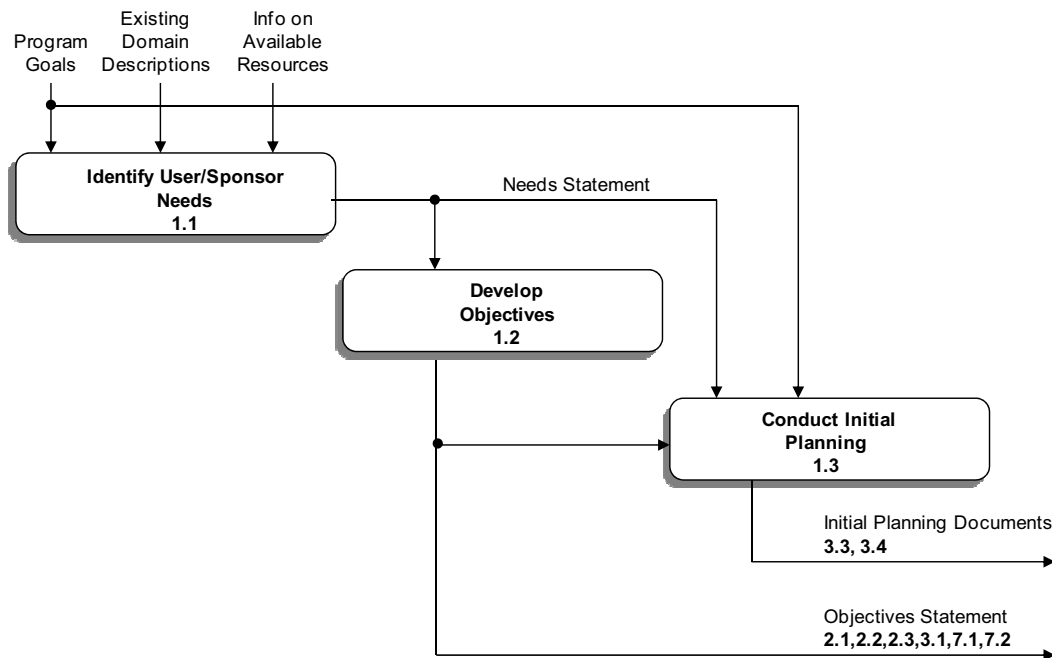 Program
Goals
Existing
Domain
Descriptions
Info on
Available
Resources
Identify User/Sponsor
Needs
1.1
Needs Statement
Develop
Objectives
1.2
Conduct Initial
Planning
1.3
Initial Planning Documents
3.3, 3.4
Objectives Statement
2.1,2.2,2.3,3.1,7.1,7.2